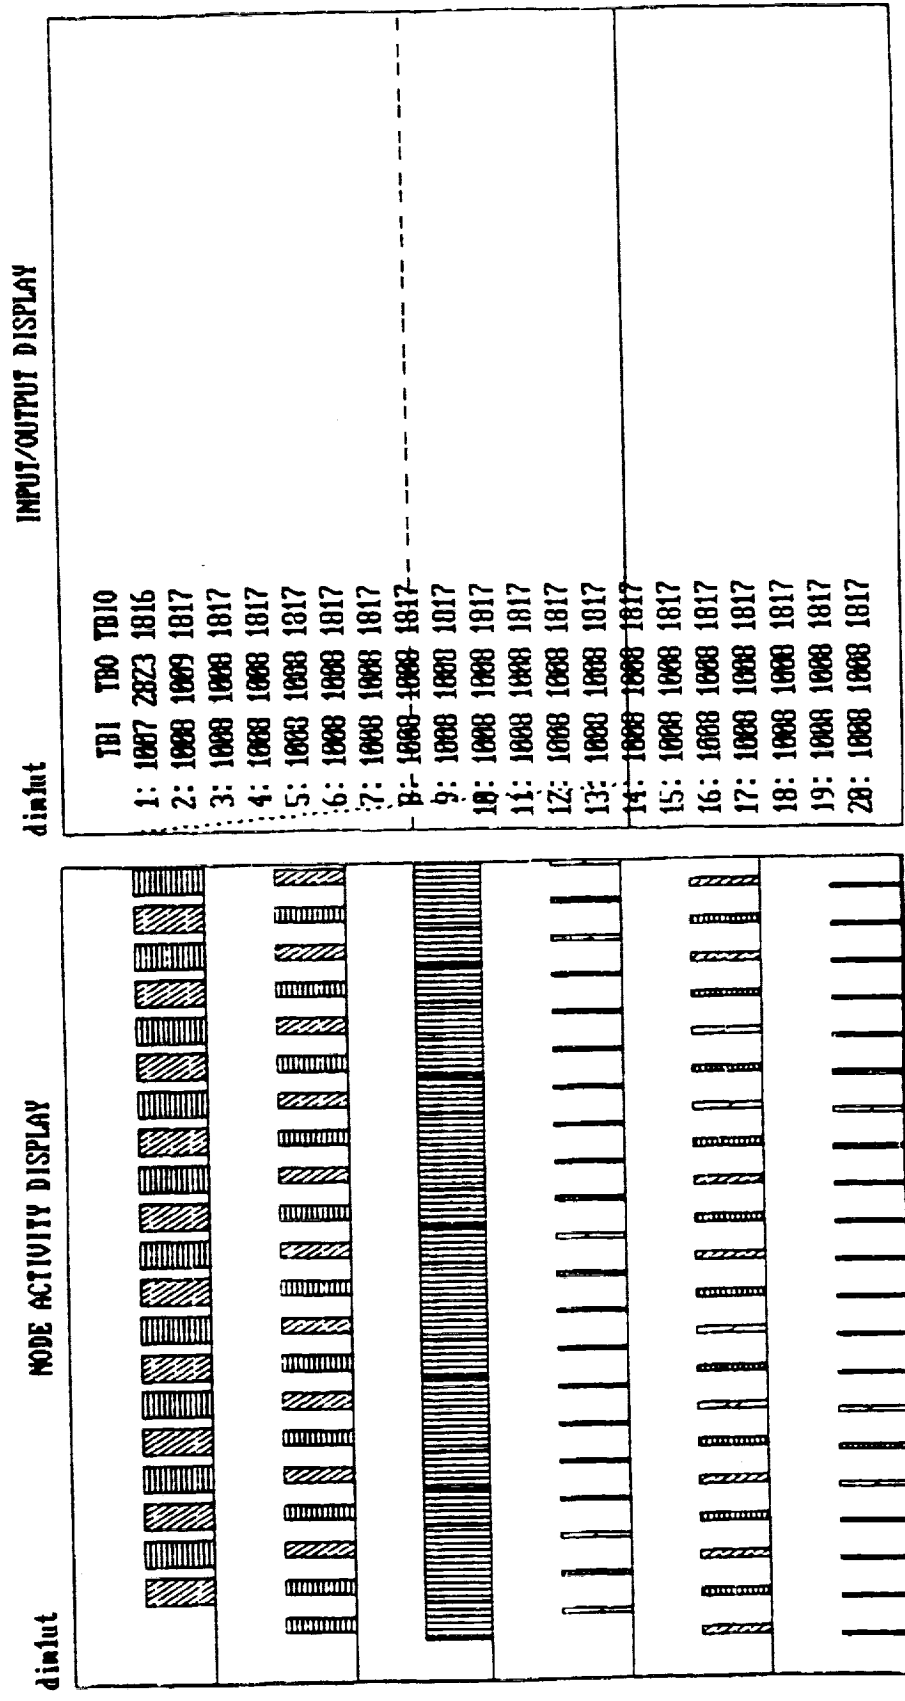 dim1ut
INPUT/OUTPUT DISPLAY
TBI TBO TBIO
1: 1007 2823 1816
2: 1008 1009 1817
3: 1008 1008 1817
4: 1008 1008 1817
5: 1008 1008 1817
6: 1008 1008 1817
7: 1008 1008 1817
8: 1008 1008 1817
9: 1008 1008 1817
10: 1008 1008 1817
11: 1008 1008 1817
12: 1008 1008 1817
13: 1008 1008 1817
14: 1008 1008 1817
15: 1008 1008 1817
16: 1008 1008 1817
17: 1008 1008 1817
18: 1008 1008 1817
19: 1008 1008 1817
20: 1008 1008 1817
dim1ut
NODE ACTIVITY DISPLAY